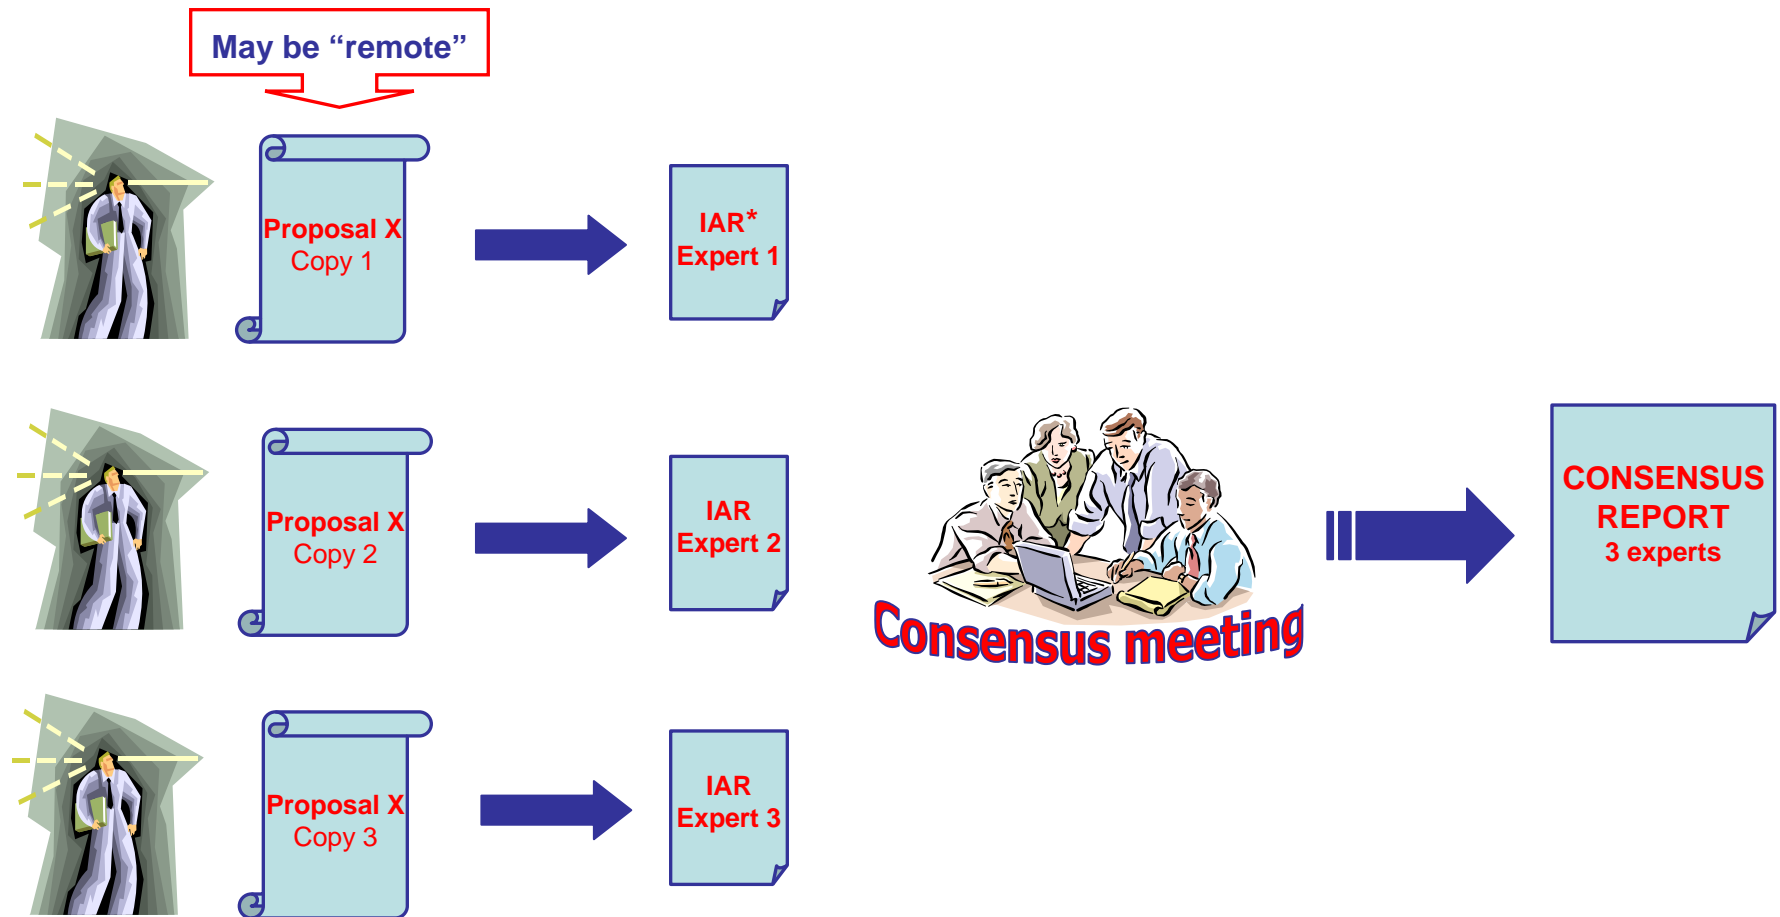 May be “remote”
Proposal X
Copy 1
IAR*
Expert 1
Proposal X
Copy 2
IAR
Expert 2
Consensus meeting
CONSENSUS
REPORT
3 experts
Proposal X
Copy 3
IAR
Expert 3